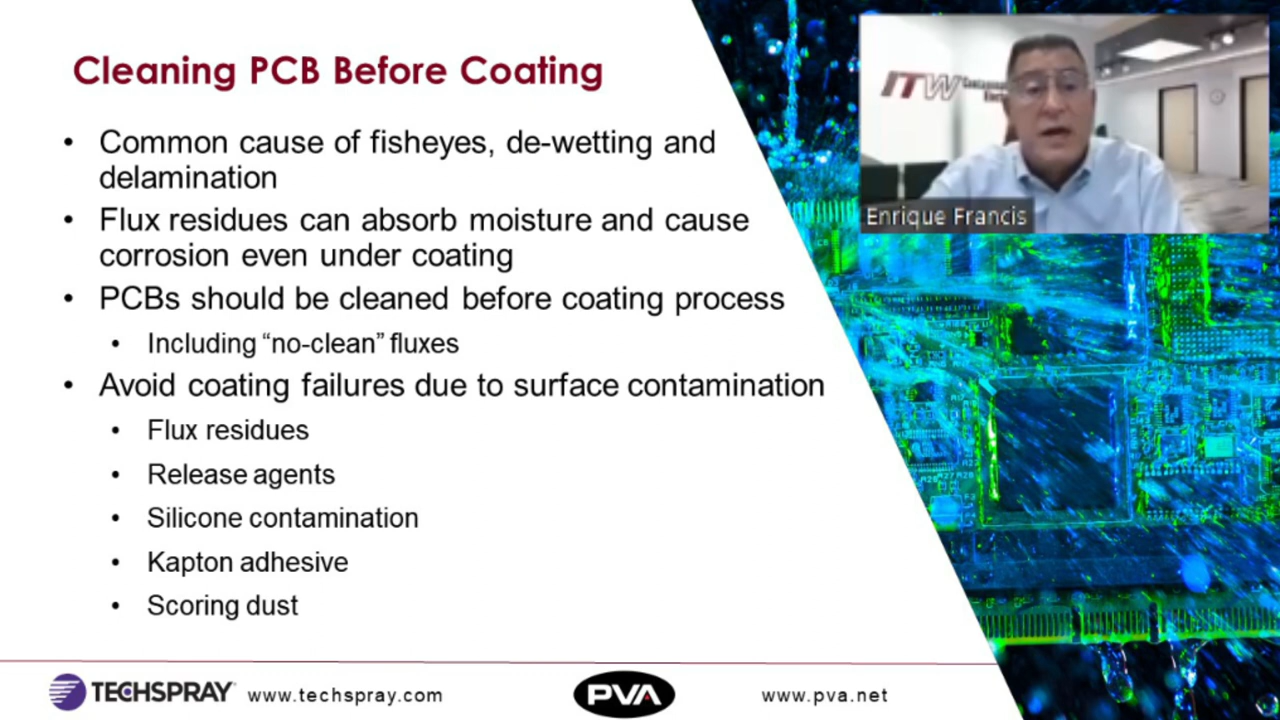 Cleaning PCB Before Coating
• Common cause of fisheyes, de-wetting and
delamination
• Flux residues can absorb moisture and cause
corrosion even under coating
• PCBs should be cleaned before coating process
• Including “no-clean” fluxes
• Avoid coating failures due to surface contamination
• Flux residues
• Release agents
• Silicone contamination
• Kapton adhesive
• Scoring dust
ITW
Enrique Francis
TECHSPRAY www.techspray.com
PVA
www.pva.net